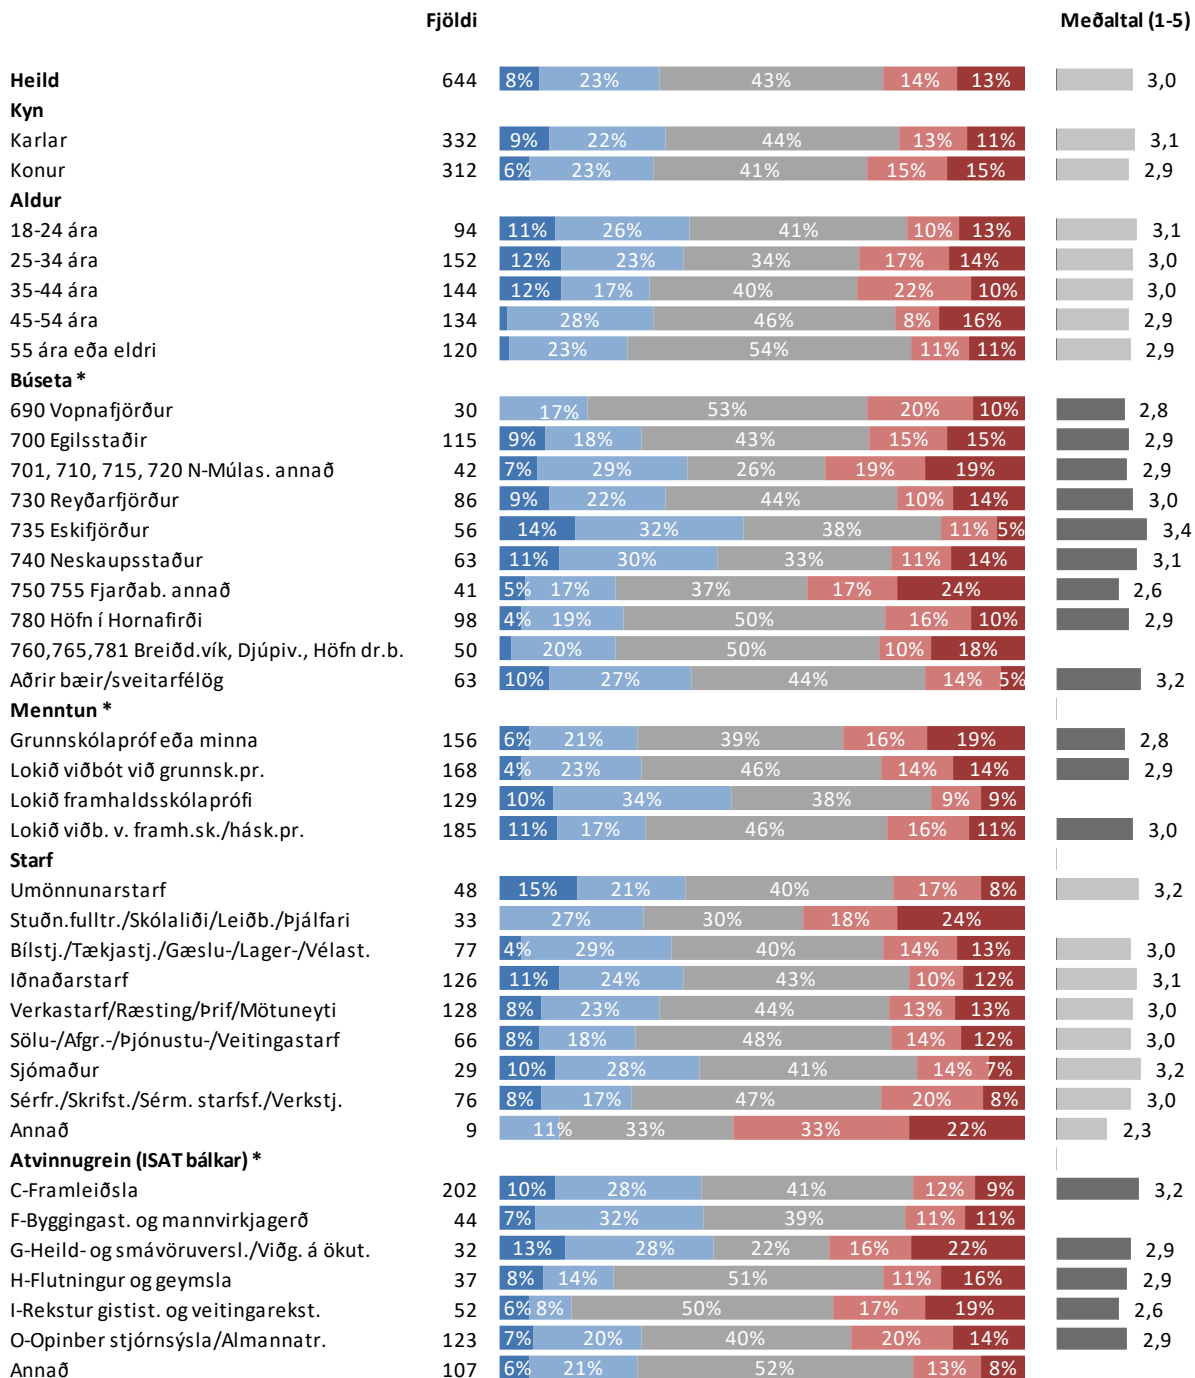 Fjöldi Meðaltal (1-5)
Heild 644 8% 23% 43% 14% 13% 3,0
Kyn
Karlar 332 9% 22% 44% 13% 11% 3,1
Konur 312 6% 23% 41% 15% 15% 2,9
Aldur
18-24 ára 94 11% 26% 41% 10% 13% 3,1
25-34 ára 152 12% 23% 34% 17% 14% 3,0
35-44 ára 144 12% 17% 40% 22% 10% 3,0
45-54 ára 134 28% 46% 8% 16% 2,9
55 ára eða eldri 120 23% 54% 11% 11% 2,9
Búseta *
690 Vopnafjörður 30 17% 53% 20% 10% 2,8
700 Egilsstaðir 115 9% 18% 43% 15% 15% 2,9
701, 710, 715, 720 N-Múlas. annað 42 7% 29% 26% 19% 19% 2,9
730 Reyðarfjörður 86 9% 22% 44% 10% 14% 3,0
735 Eskifjörður 56 14% 32% 38% 11% 5% 3,4
740 Neskaupsstaður 63 11% 30% 33% 11% 14% 3,1
750 755 Fjarðab. annað 41 5% 17% 37% 17% 24% 2,6
780 Höfn í Hornafirði 98 4% 19% 50% 16% 10% 2,9
760,765,781 Breiðd.vík, Djúpiv., Höfn dr.b. 50 20% 50% 10% 18%
Aðrir bæir/sveitarfélög 63 10% 27% 44% 14% 5% 3,2
Menntun *
Grunnskólapróf eða minna 156 6% 21% 39% 16% 19% 2,8
Lokið viðbót við grunnsk.pr. 168 4% 23% 46% 14% 14% 2,9
Lokið framhaldsskólaprófi 129 10% 34% 38% 9% 9%
Lokið viðb. v. framh.sk./hásk.pr. 185 11% 17% 46% 16% 11% 3,0
Starf
Umönnunarstarf 48 15% 21% 40% 17% 8% 3,2
Stuðn.fulltr./Skólaliði/Leiðb./Þjálfari 33 27% 30% 18% 24%
Bílstj./Tækjastj./Gæslu-/Lager-/Vélast. 77 4% 29% 40% 14% 13% 3,0
Iðnaðarstarf 126 11% 24% 43% 10% 12% 3,1
Verkastarf/Ræsting/Þrif/Mötuneyti 128 8% 23% 44% 13% 13% 3,0
Sölu-/Afgr.-/Þjónustu-/Veitingastarf 66 8% 18% 48% 14% 12% 3,0
Sjómaður 29 10% 28% 41% 14% 7% 3,2
Sérfr./Skrifst./Sérm. starfsf./Verkstj. 76 8% 17% 47% 20% 8% 3,0
Annað 9 11% 33% 33% 22% 2,3
Atvinnugrein (ISAT bálkar) *
C-Framleiðsla 202 10% 28% 41% 12% 9% 3,2
F-Byggingast. og mannvirkjagerð 44 7% 32% 39% 11% 11%
G-Heild- og smávöruversl./Viðg. á ökut. 32 13% 28% 22% 16% 22% 2,9
H-Flutningur og geymsla 37 8% 14% 51% 11% 16% 2,9
I-Rekstur gistist. og veitingarekst. 52 6% 8% 50% 17% 19% 2,6
O-Opinber stjórnsýsla/Almannatr. 123 7% 20% 40% 20% 14% 2,9
Annað 107 6% 21% 52% 13% 8%